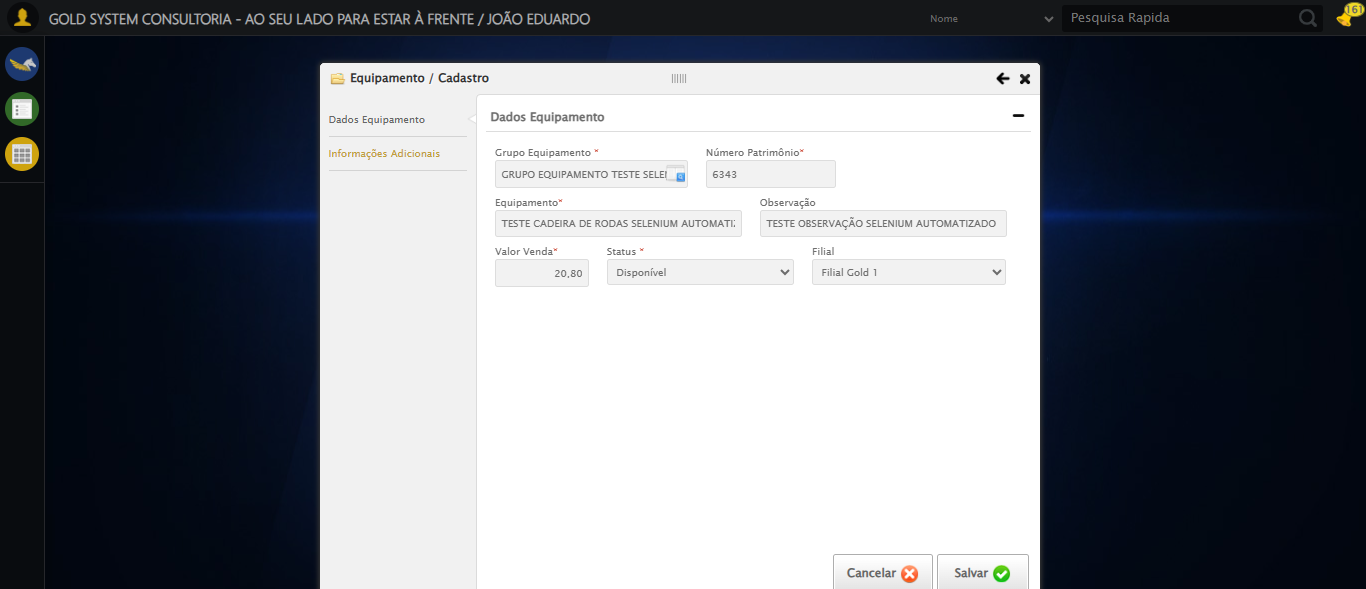 GOLD SYSTEM CONSULTORIA - AO SEU LADO PARA ESTAR À FRENTE / JOÃO EDUARDO
Nome
Pesquisa Rapida
161
Equipamento / Cadastro
Dados Equipamento
Informações Adicionais
Dados Equipamento
Grupo Equipamento * Número Patrimônio*
GRUPO EQUIPAMENTO TESTE SELEN 6343
Equipamento* Observação
TESTE CADEIRA DE RODAS SELENIUM AUTOMATIZ TESTE OBSERVAÇÃO SELENIUM AUTOMATIZADO
Valor Venda* Status * Filial
20,80 Disponível Filial Gold 1
Cancelar Salvar